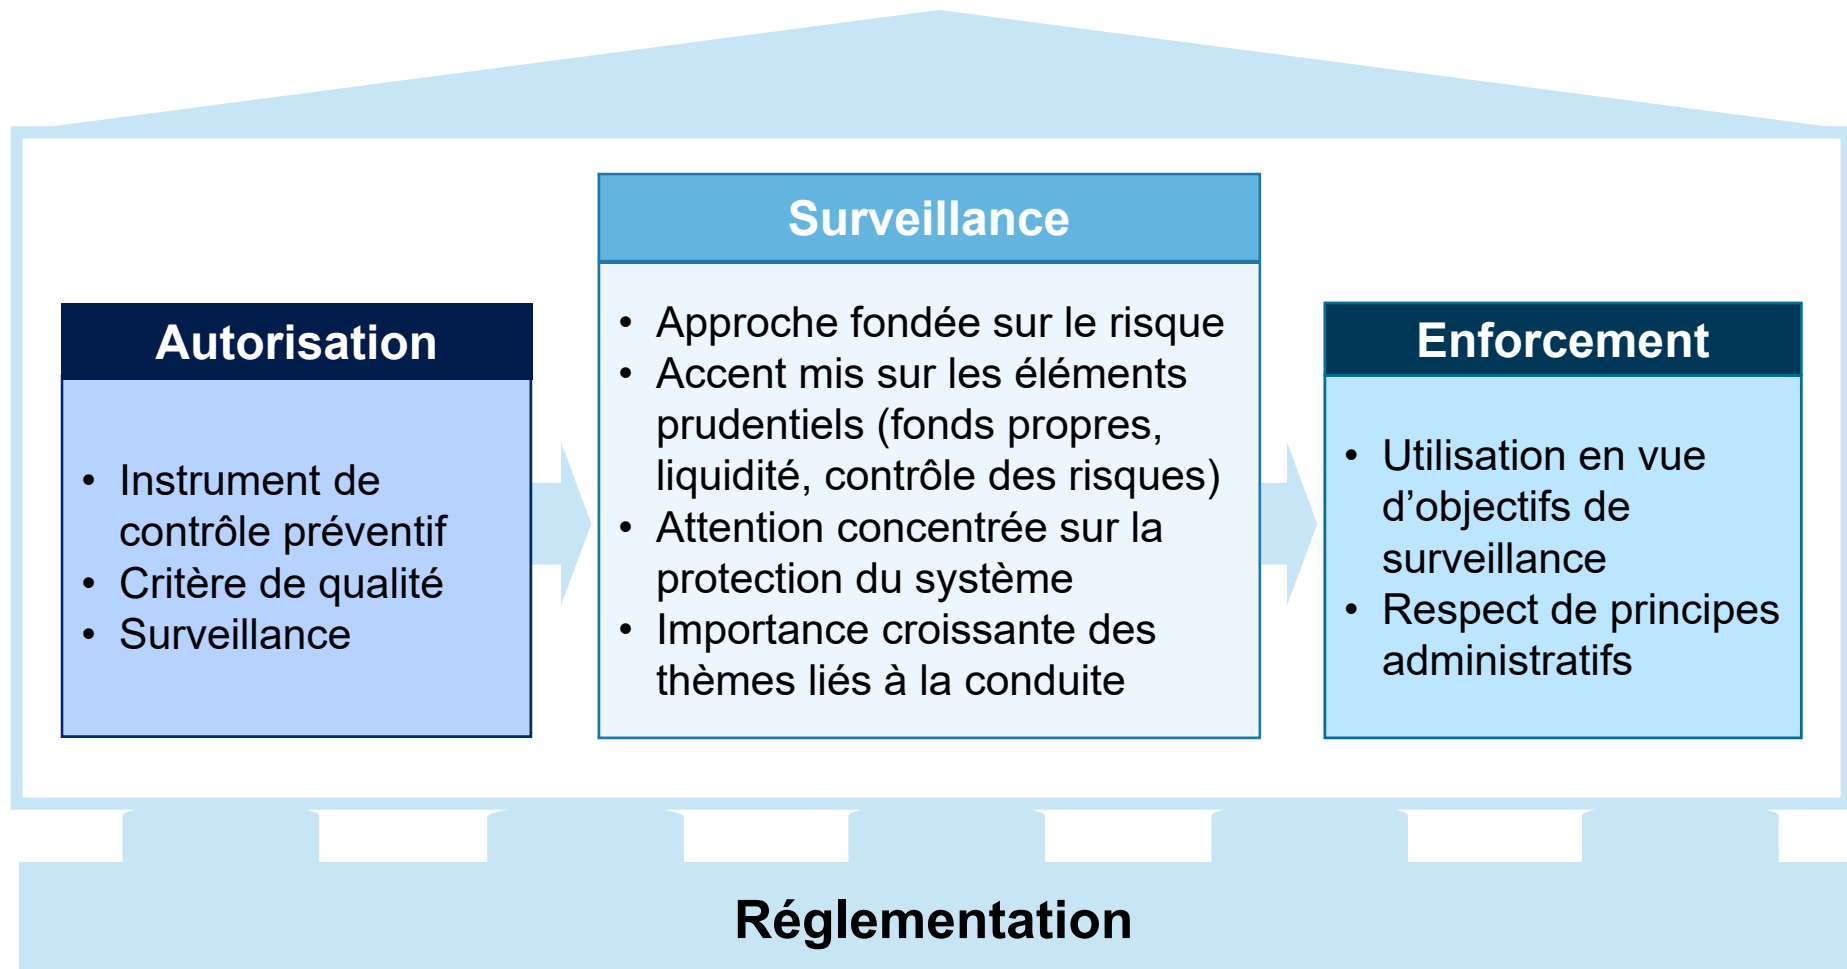 Surveillance
• Approche fondée sur le risque
• Accent mis sur les éléments
prudentiels (fonds propres,
liquidité, contrôle des risques)
• Attention concentrée sur la
protection du système
• Importance croissante des
thèmes liés à la conduite
Autorisation
• Instrument de
contrôle préventif
• Critère de qualité
• Surveillance
Enforcement
• Utilisation en vue
d’objectifs de
surveillance
• Respect de principes
administratifs
Réglementation